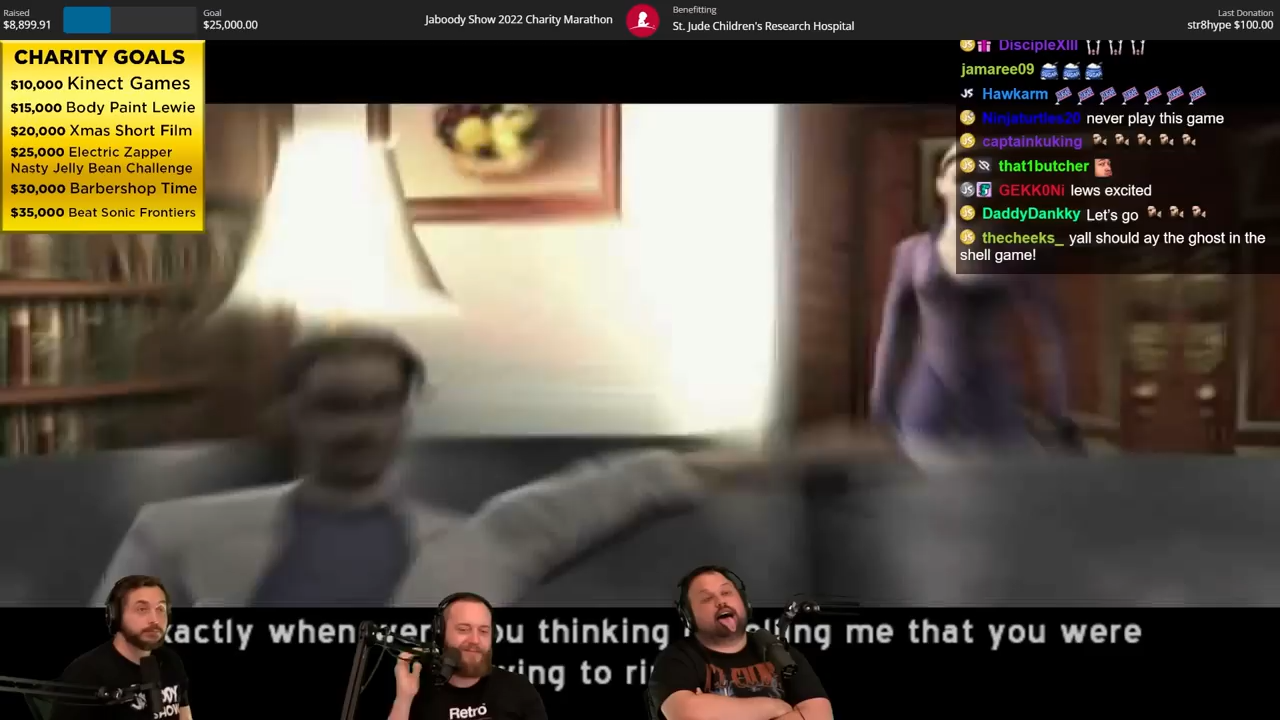 Raised
$8,899.91
Goal
$25,000.00
Jaboody Show 2022 Charity Marathon
Benefitting
St. Jude Children's Research Hospital
Last Donation
str8hype $100.00
CHARITY GOALS
$10,000 Kinect Games
$15,000 Body Paint Lewie
$20,000 Xmas Short Film
$25,000 Electric Zapper
Nasty Jelly Bean Challenge
$30,000 Barbershop Time
$35,000 Beat Sonic Frontiers
DiscipleXIII
jamaree09
Hawkarm
Ninjaturtles20 never play this game
captainkuking
that1butcher
GEKK0Ni lews excited
DaddyDankky Let's go
thecheeks_ yall should ay the ghost in the
shell game!
thinking me that you were
to
Retro